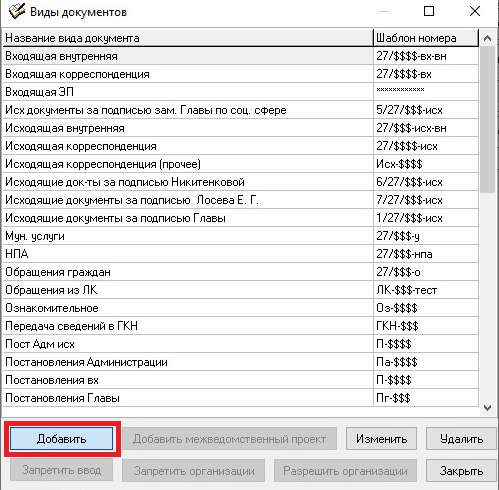 Виды документов
Название вида документа Шаблон номера
Входящая внутренняя 27/$$$$-вх-вн
Входящая корреспонденция 27/$$$$-вх
Входящая ЭП ************
Исх документы за подписью зам. Главы по соц. сфере 5/27/$$$-исх
Исходящая внутренняя 27/$$$-исх-вн
Исходящая корреспонденция 27/$$$$-исх
Исходящая корреспонденция (прочее) Исх-$$$$
Исходящие док-ты за подписью Никитенковой 6/27/$$$-исх
Исходящие документы за подписью Лосева Е. Г. 7/27/$$$-исх
Исходящие документы за подписью Главы 1/27/$$$-исх
Мун. услуги 27/$$$-у
НПА 27/$$$-нпа
Обращения граждан 27/$$$-о
Обращения из ЛК ЛК-$$$-тест
Ознакомительное Оз-$$$$
Передача сведений в ГКН ГКН-$$$
Пост Адм исх П-$$$$
Постановления Администрации Па-$$$$
Постановления вх П-$$$$
Постановления Главы Пг-$$$$
Добавить Добавить межведомственный проект Изменить Удалить
Запретить ввод Запретить организации Разрешить организации Закрыть